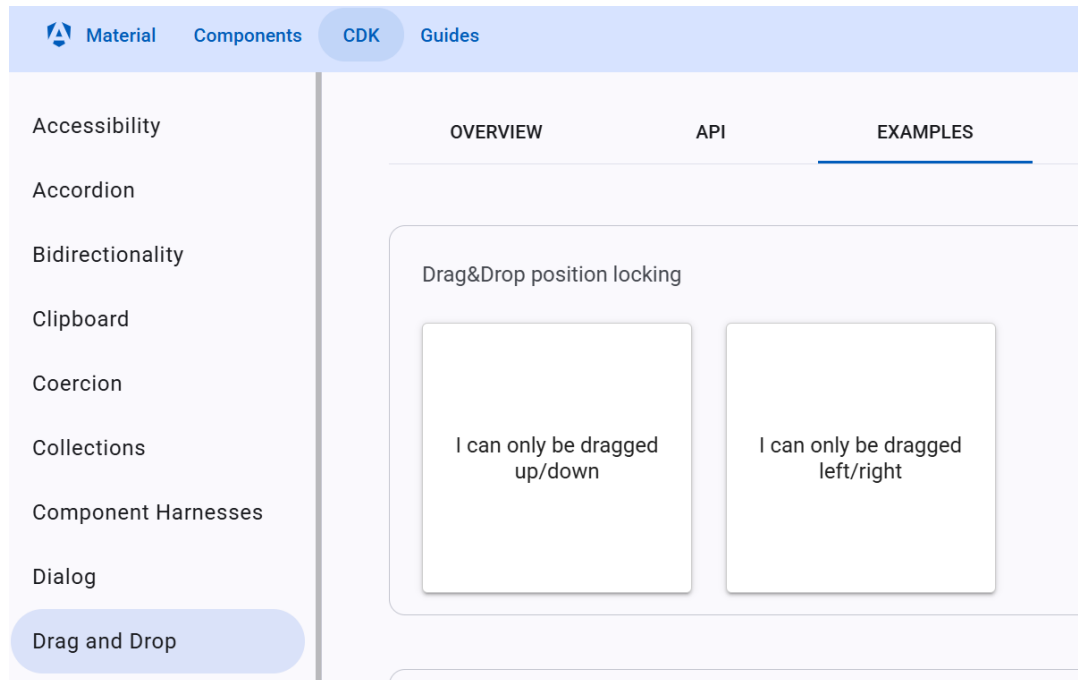 Material Components CDK Guides
Accessibility
Accordion
Bidirectionality
Clipboard
Coercion
Collections
Component Harnesses
Dialog
Drag and Drop
OVERVIEW API EXAMPLES
Drag&Drop position locking
I can only be dragged
up/down
I can only be dragged
left/right